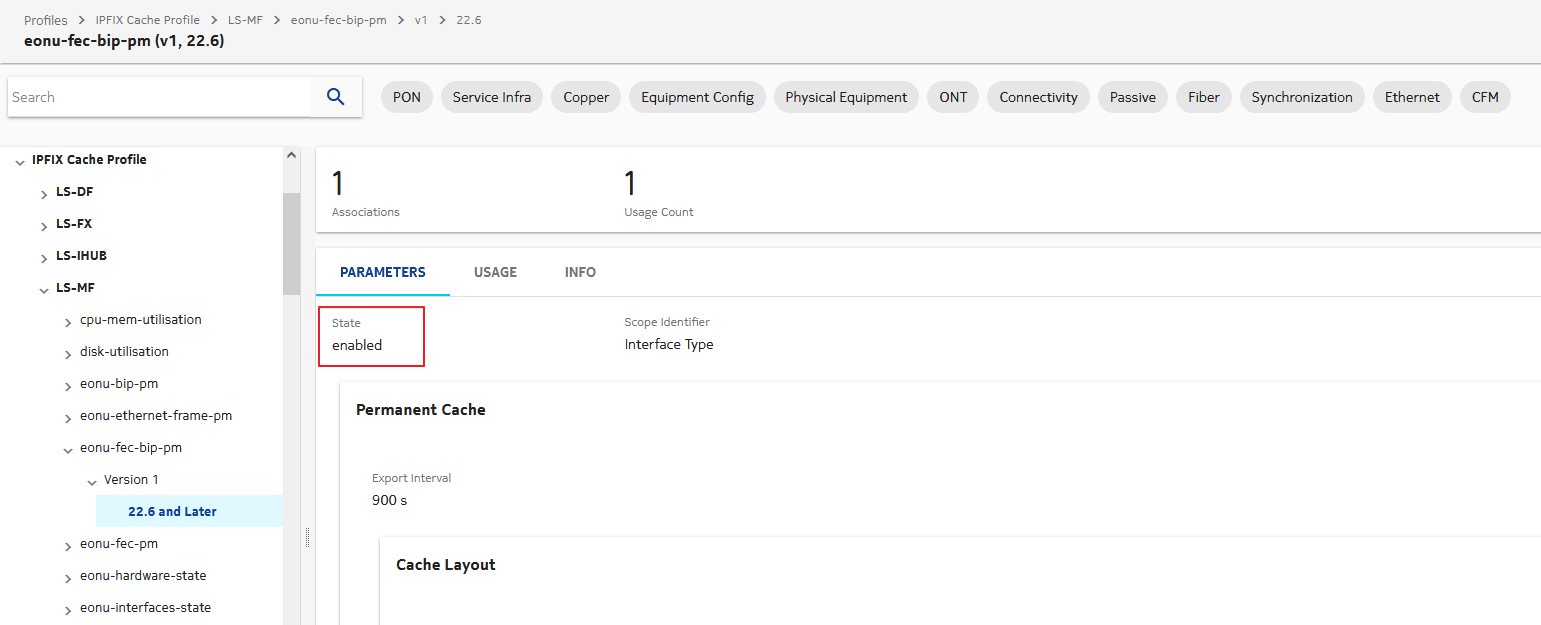 Profiles > IPFIX Cache Profile > LS-MF > eonu-fec-bip-pm > v1 > 22.6
eonu-fec-bip-pm (v1, 22.6)
Search
PON Service Infra Copper Equipment Config Physical Equipment ONT Connectivity Passive Fiber Synchronization Ethernet CFM
IPFIX Cache Profile
LS-DF
LS-FX
LS-IHUB
LS-MF
cpu-mem-utilisation
disk-utilisation
eonu-bip-pm
eonu-ethernet-frame-pm
eonu-fec-bip-pm
Version 1
22.6 and Later
eonu-fec-pm
eonu-hardware-state
eonu-interfaces-state
1
Associations
1
Usage Count
PARAMETERS USAGE INFO
State
enabled
Scope Identifier
Interface Type
Permanent Cache
Export Interval
900 s
Cache Layout